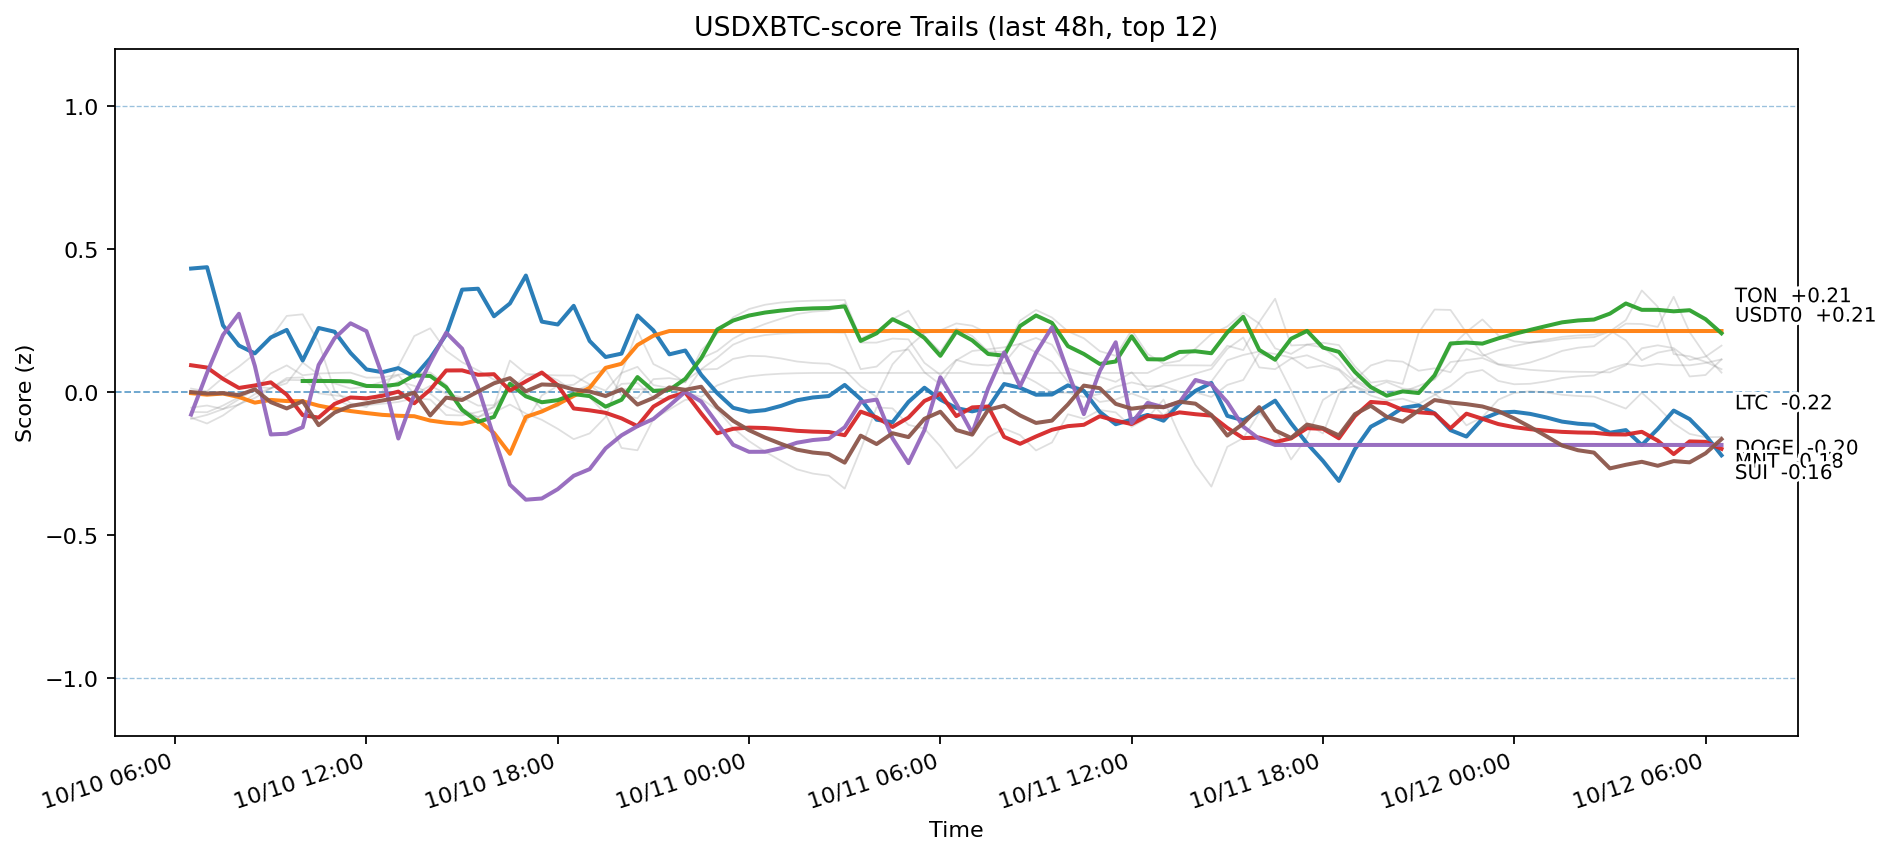 USDXBTC-score Trails (last 48h, top 12)
Score (z)
1.0
0.5
0.0
−0.5
−1.0
TON +0.21
USDT0 +0.21
LTC -0.22
DOGE -0.20
MNT -0.18
SUI -0.16
10/10 06:00
10/10 12:00
10/10 18:00
10/11 00:00
10/11 06:00
10/11 12:00
10/11 18:00
10/12 00:00
10/12 06:00
Time